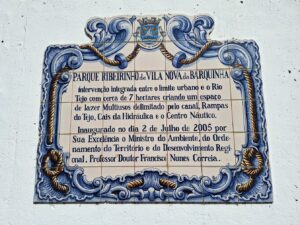 PARQUE RIBEIRINHO de VILA NOVA da BARQUINHA
intervenção integrada entre o limite urbano e o Rio
Tejo com cerca de 7 hectares criando um espaço
de lazer Multiusos delimitado pelo canal, Rampas
do Tejo, Cais da Hidráulica e o Centro Náutico.
Inaugurado no dia 2 de Julho de 2005 por
Sua Excelência o Ministro do Ambiente, do Orde-
namento do Território e do Desenvolvimento Regi-
onal, Professor Doutor Francisco Nunes Correia.